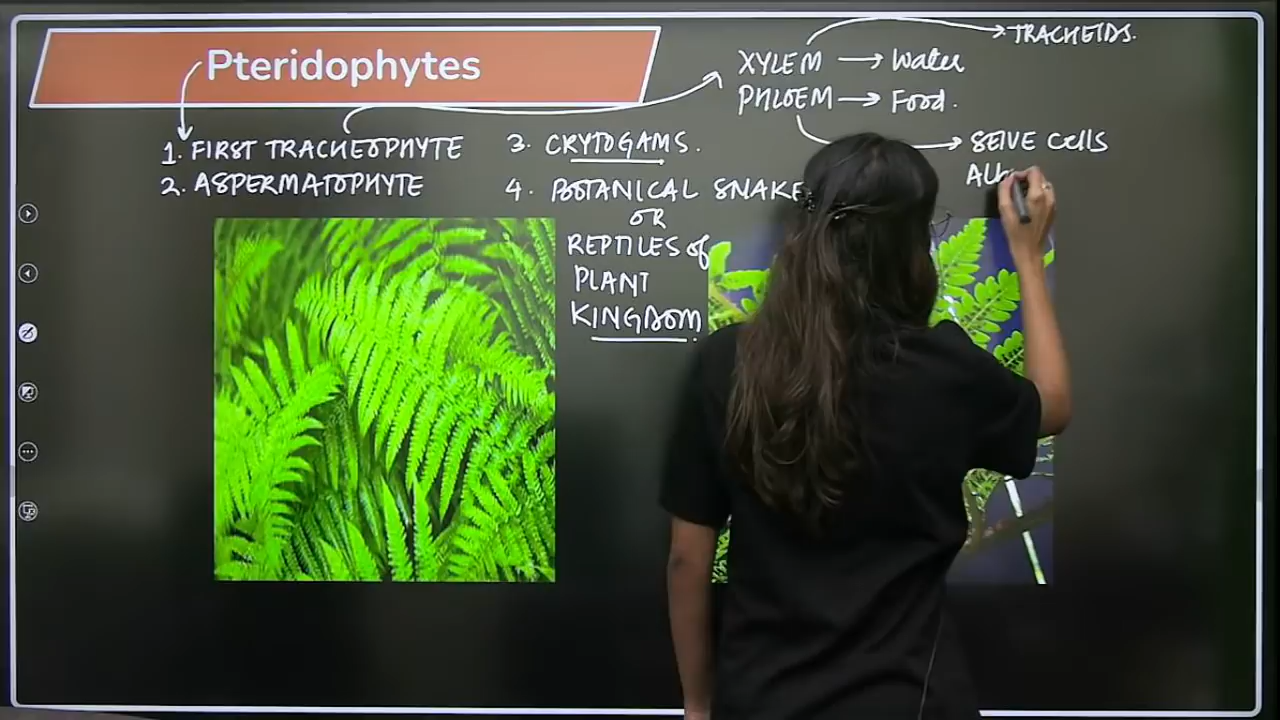 Pteridophytes
1. FIRST TRACHEOPHYTE
2. ASPERMATOPHYTE
3. CRYTOGAMS.
4. BOTANICAL SNAKE
OR
REPTILES of
PLANT
KINGDOM.
XYLEM → Water
PHLOEM → Food.
→ TRACHEIDS.
→ SEIVE Cells